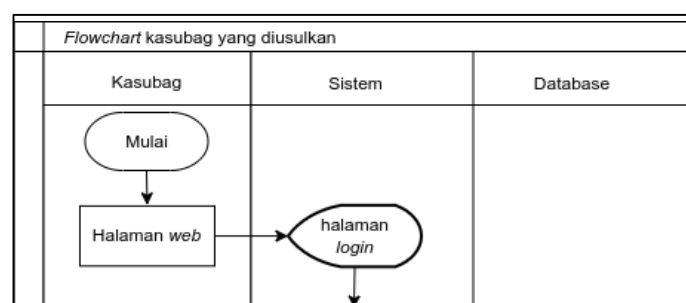 Flowchart kasubag yang diusulkan
Kasubag
Sistem
Database
Mulai
Halaman web
halaman
login